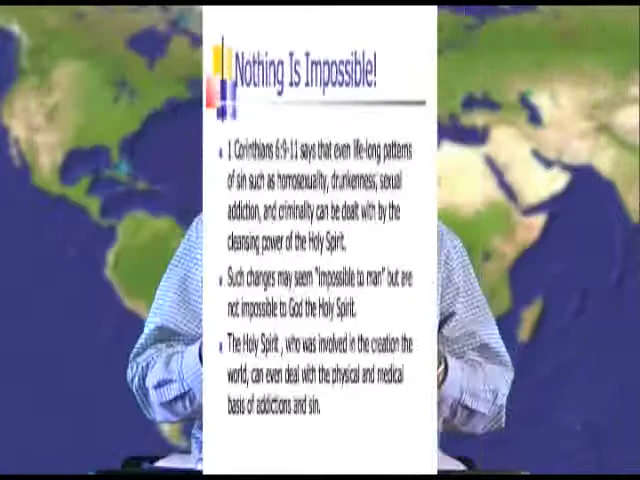 Nothing Is Impossible!
1 Corinthians 6:9-11 says that even life-long patterns
of sin such as homosexuality, drunkenness, sexual
addiction, and criminality can be dealt with by the
cleansing power of the Holy Spirit.
Such changes may seem "impossible to man" but are
not impossible to God the Holy Spirit.
The Holy Spirit , who was involved in the creation the
world, can even deal with the physical and medical
basis of addictions and sin.